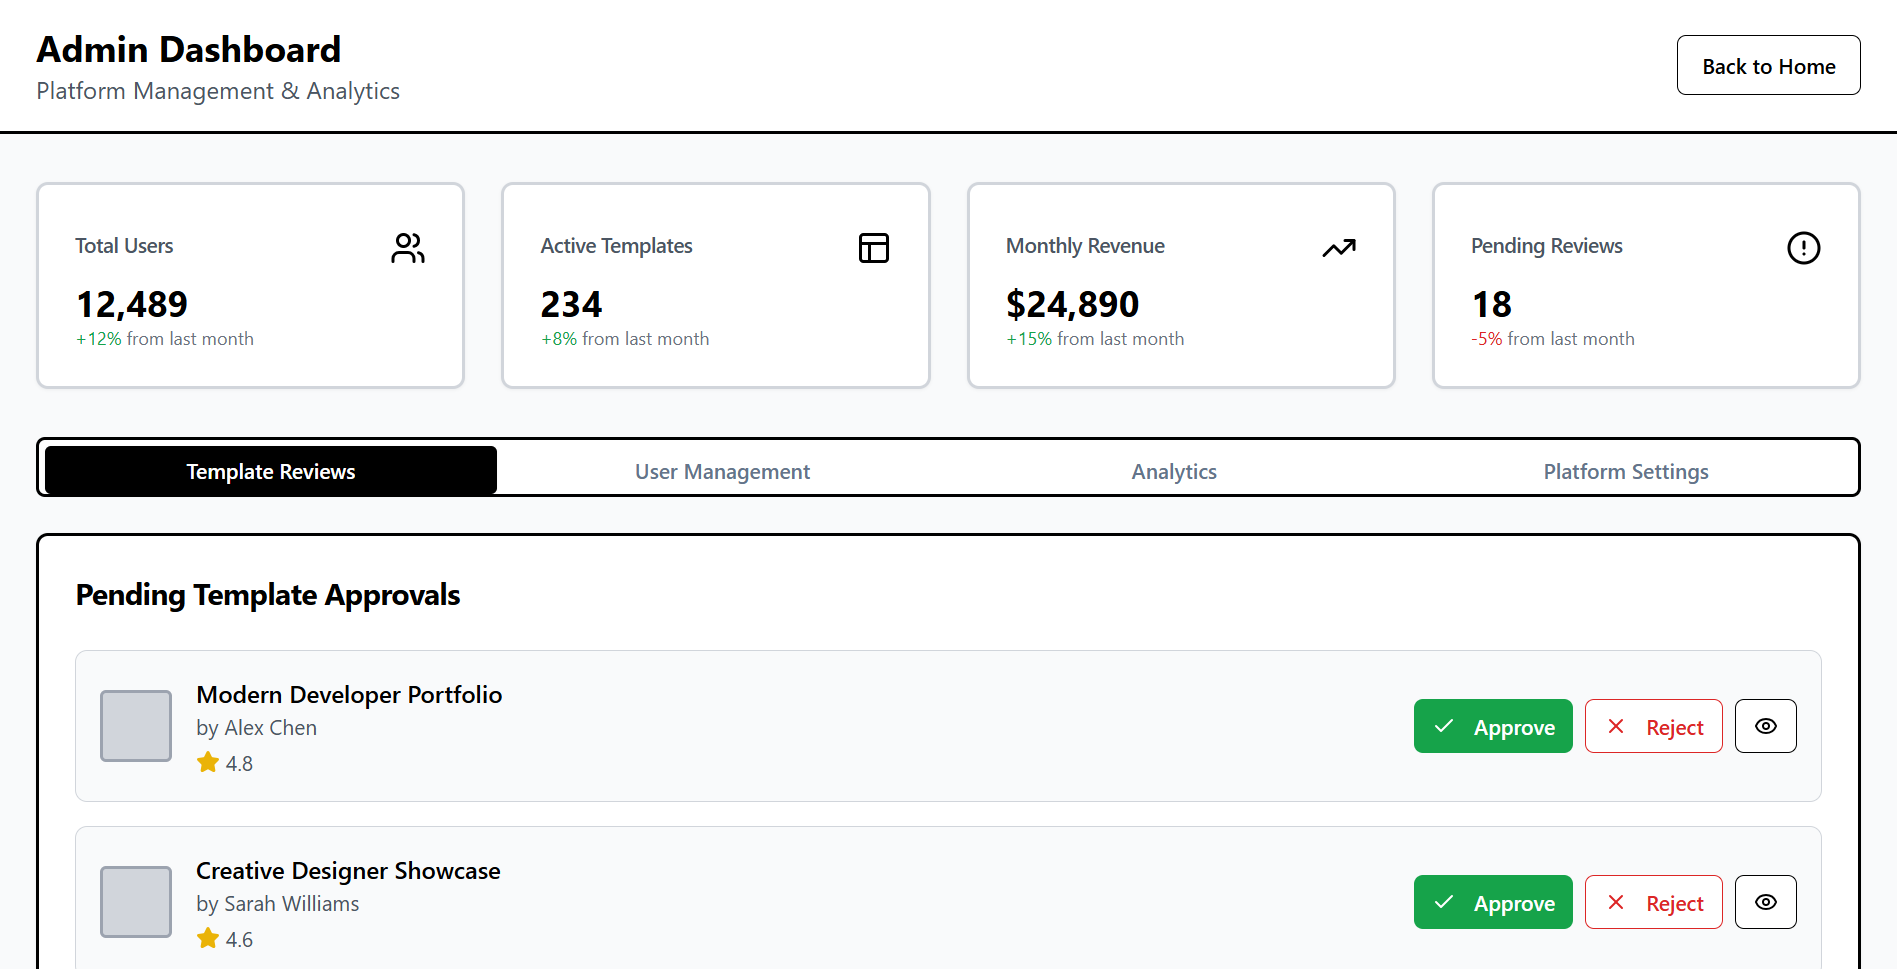 Admin Dashboard
Platform Management & Analytics
Back to Home
Total Users
12,489
+12% from last month
Active Templates
234
+8% from last month
Monthly Revenue
$24,890
+15% from last month
Pending Reviews
18
-5% from last month
Template Reviews
User Management
Analytics
Platform Settings
Pending Template Approvals
Modern Developer Portfolio
by Alex Chen
4.8
Approve
Reject
Creative Designer Showcase
by Sarah Williams
4.6
Approve
Reject